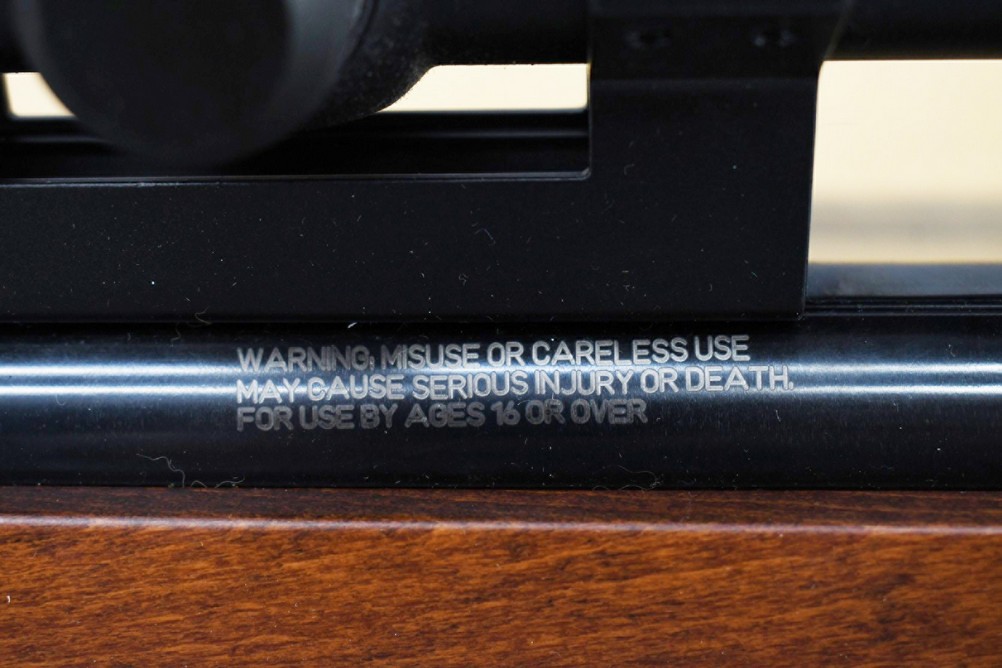 WARNING: MISUSE OR CARELESS USE
MAY CAUSE SERIOUS INJURY OR DEATH.
FOR USE BY AGES 16 OR OVER